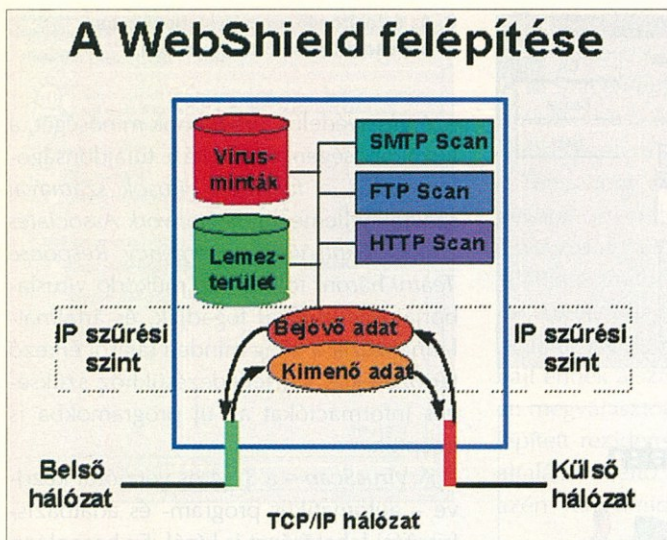 A WebShield felépítése
Vírus-
minták
SMTP Scan
FTP Scan
HTTP Scan
Lemez-
terület
IP szűrési
szint
Bejövő adat
Kimenő adat
IP szűrési
szint
Belső
hálózat
Külső
hálózat
TCP/IP hálózat